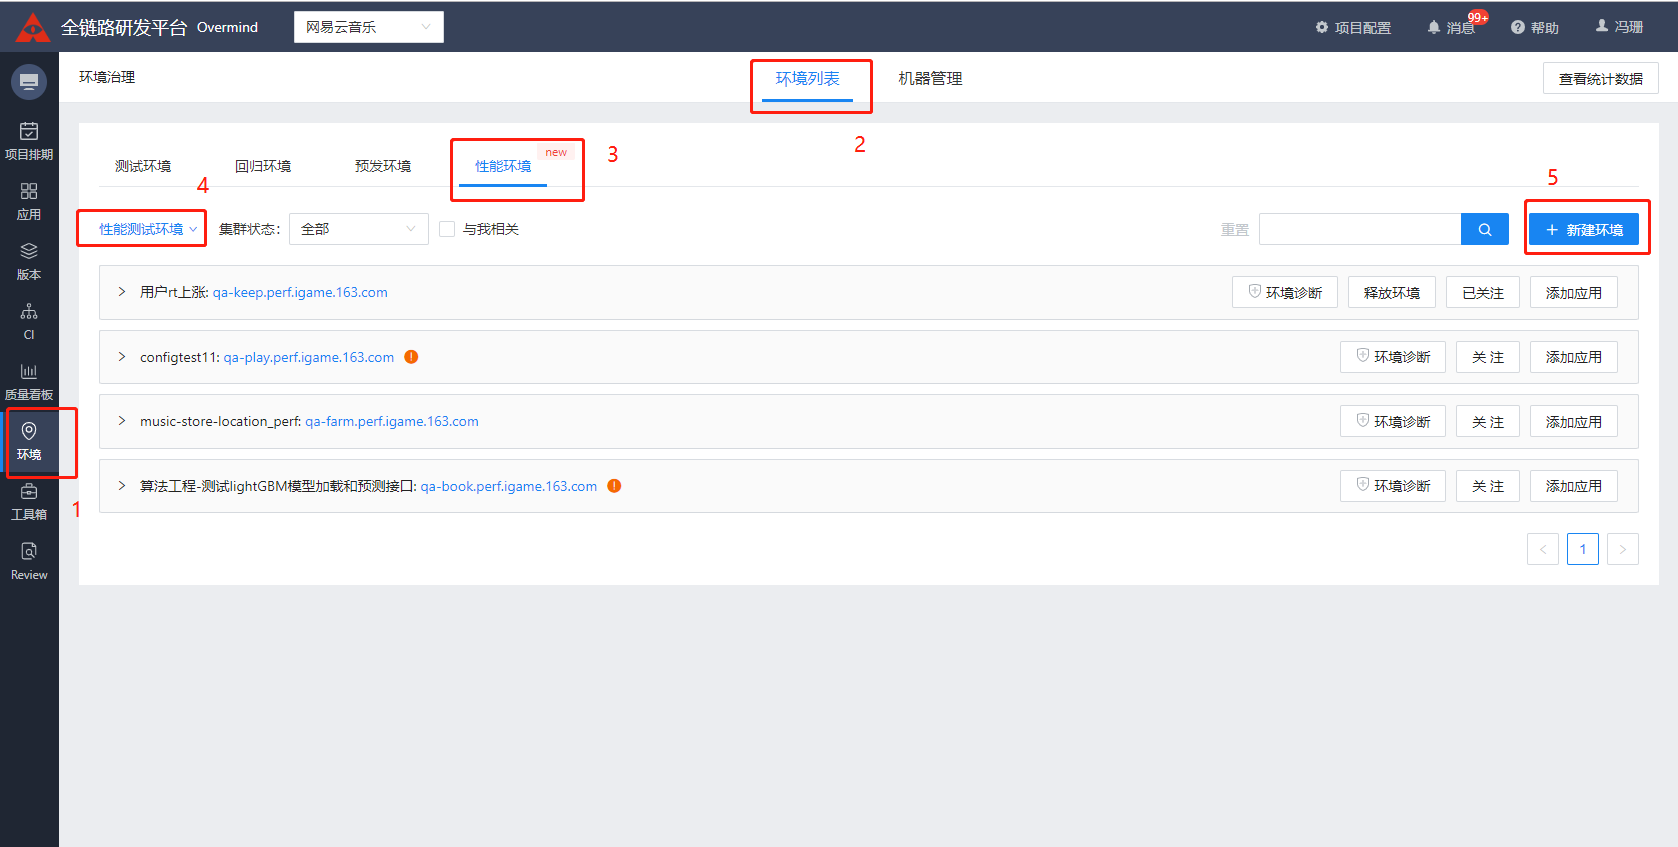 全链路研发平台 Overmind 网易云音乐 项目配置 消息 99+ 帮助 冯珊
环境治理 环境列表 机器管理 查看统计数据
2
项目排期
应用
版本
CI
质量看板
环境
1
工具箱
Review
测试环境 回归环境 预发环境 性能环境 new 3
4 5
性能测试环境 集群状态: 全部 与我相关 重置 新建环境
用户rt上涨: qa-keep.perf.igame.163.com 环境诊断 释放环境 已关注 添加应用
configtest11: qa-play.perf.igame.163.com 环境诊断 关 注 添加应用
music-store-location_perf: qa-farm.perf.igame.163.com 环境诊断 关 注 添加应用
算法工程-测试lightGBM模型加载和预测接口: qa-book.perf.igame.163.com 环境诊断 关 注 添加应用
< 1 >